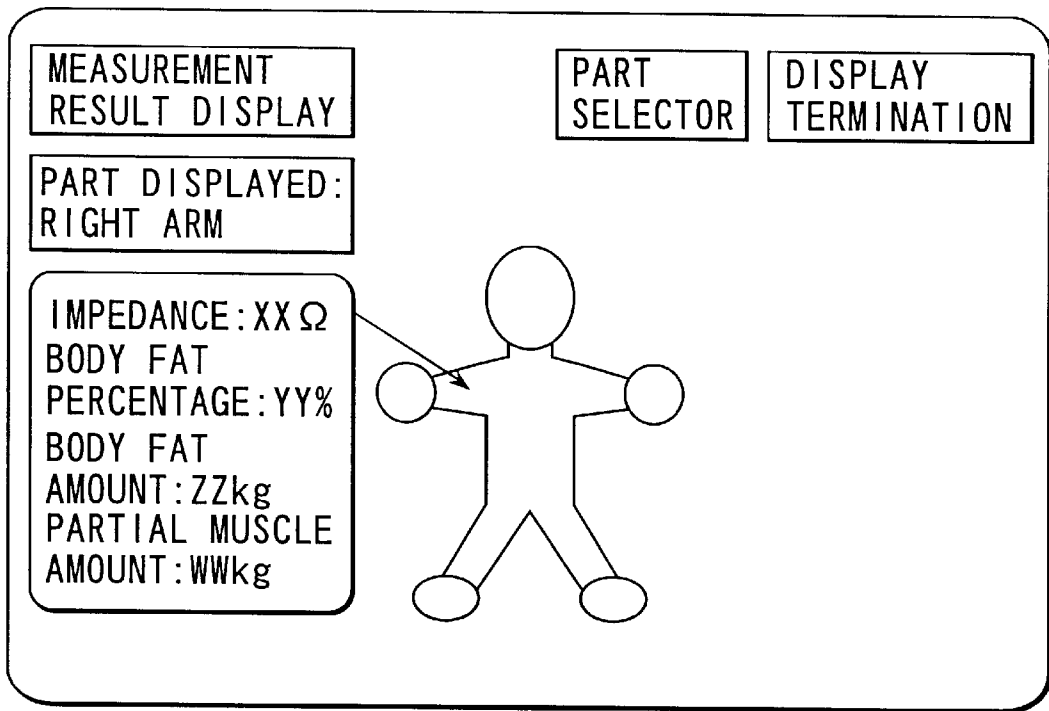 MEASUREMENT
RESULT DISPLAY
PART
SELECTOR
DISPLAY
TERMINATION
PART DISPLAYED:
RIGHT ARM
IMPEDANCE:XXΩ
BODY FAT
PERCENTAGE:YY%
BODY FAT
AMOUNT:ZZkg
PARTIAL MUSCLE
AMOUNT:WWkg